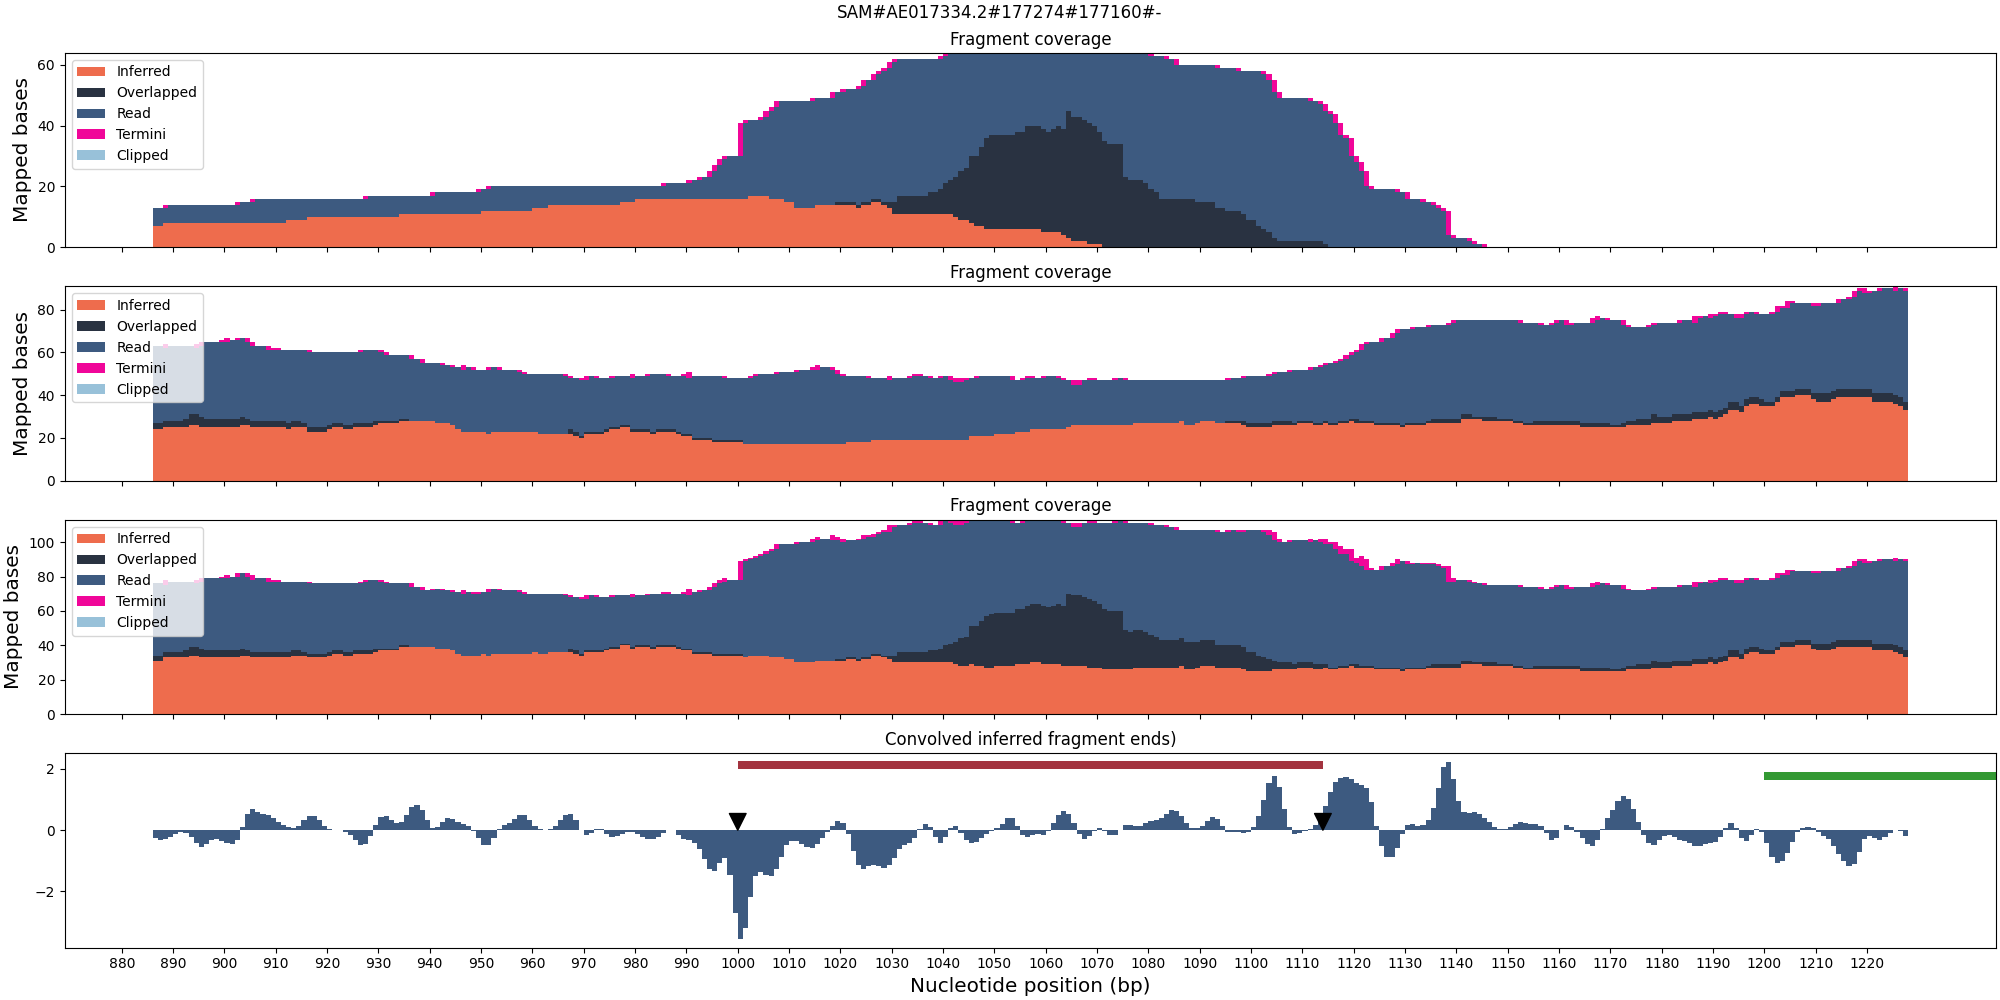 SAM#AE017334.2#177274#177160#-
Fragment coverage
Mapped bases
60
40
20
0
Inferred
Overlapped
Read
Termini
Clipped
Fragment coverage
Mapped bases
80
60
40
20
0
Inferred
Overlapped
Read
Termini
Clipped
Fragment coverage
Mapped bases
100
80
60
40
20
0
Inferred
Overlapped
Read
Termini
Clipped
Convolved inferred fragment ends)
2
0
−2
880 890 900 910 920 930 940 950 960 970 980 990 1000 1010 1020 1030 1040 1050 1060 1070 1080 1090 1100 1110 1120 1130 1140 1150 1160 1170 1180 1190 1200 1210 1220
Nucleotide position (bp)